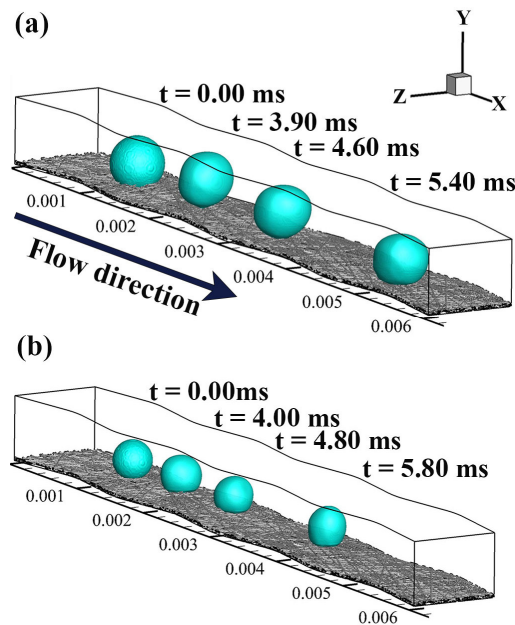 (a)
Y
Z
X
t = 0.00 ms
t = 3.90 ms
t = 4.60 ms
t = 5.40 ms
0.001
0.002
0.003
0.004
0.005
0.006
Flow direction
(b)
t = 0.00ms
t = 4.00 ms
t = 4.80 ms
t = 5.80 ms
0.001
0.002
0.003
0.004
0.005
0.006